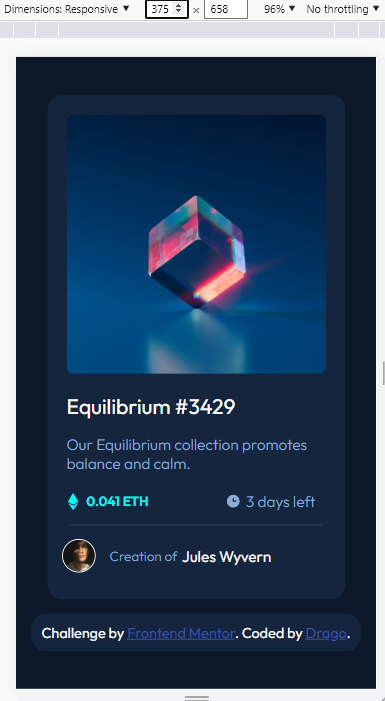 Dimensions: Responsive ▼ 375 × 658 96% ▼ No throttling ▼
Equilibrium #3429
Our Equilibrium collection promotes
balance and calm.
0.041 ETH 3 days left
Creation of Jules Wyvern
Challenge by Frontend Mentor. Coded by Drago.